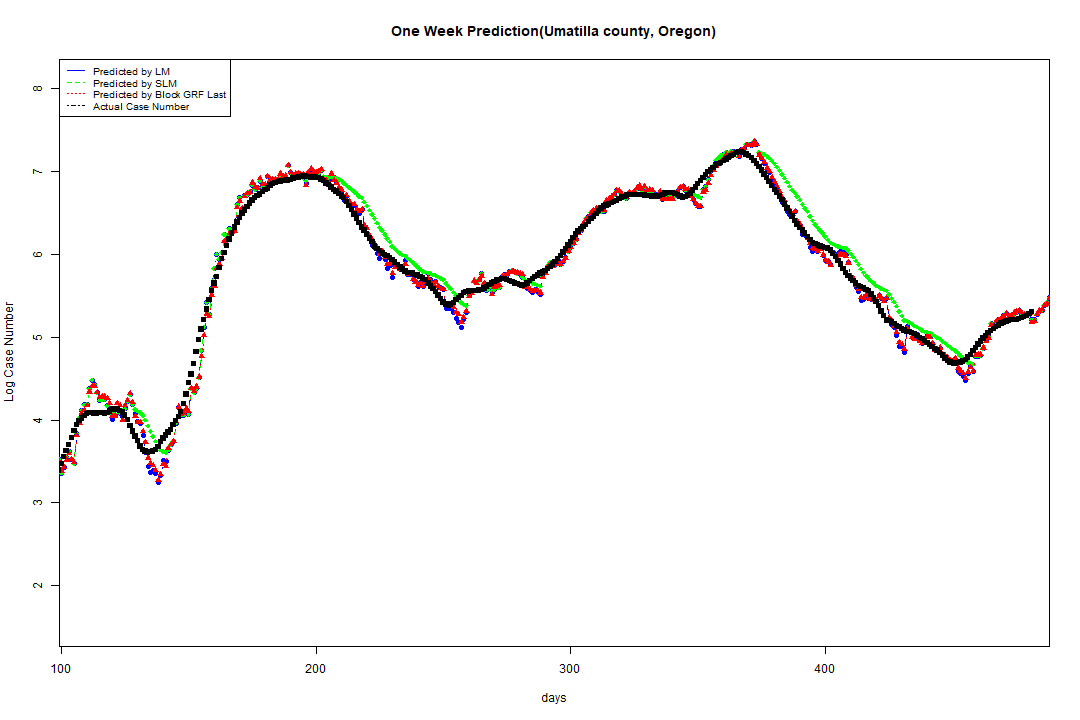 One Week Prediction(Umatilla county, Oregon)
Predicted by LM
Predicted by SLM
Predicted by Block GRF Last
Actual Case Number
8
7
6
5
4
3
2
Log Case Number
100 200 300 400
days